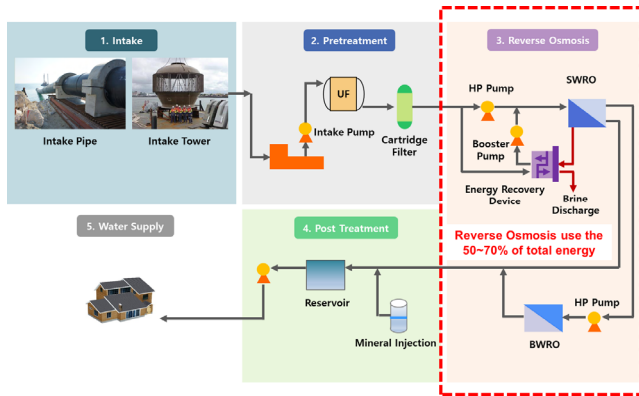 1. Intake
Intake Pipe
Intake Tower
2. Pretreatment
UF
Intake Pump
Cartridge
Filter
3. Reverse Osmosis
HP Pump
SWRO
Booster
Pump
Energy Recovery
Device
Brine
Discharge
Reverse Osmosis use the
50~70% of total energy
HP Pump
BWRO
4. Post Treatment
Reservoir
Mineral Injection
5. Water Supply